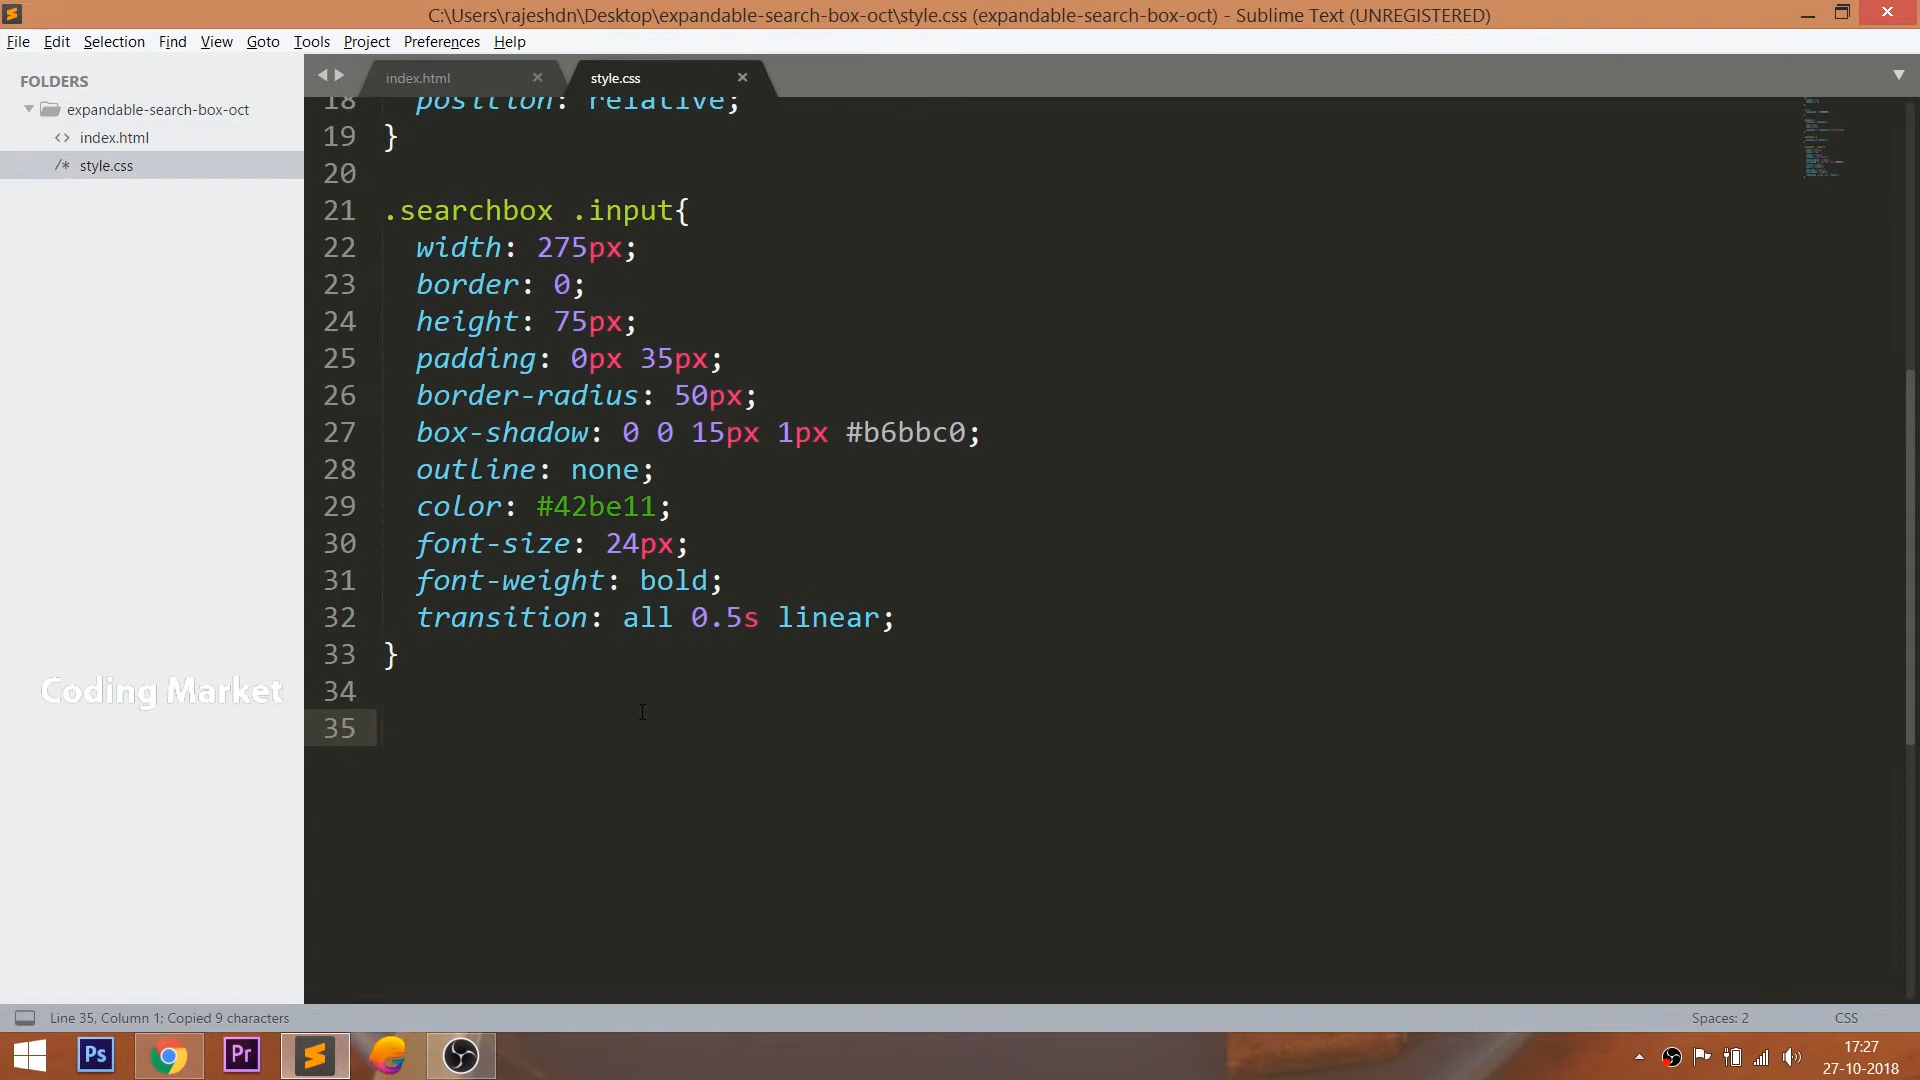 C:\Users\rajeshdn\Desktop\expandable-search-box-oct\style.css (expandable-search-box-oct) - Sublime Text (UNREGISTERED)
File Edit Selection Find View Goto Tools Project Preferences Help
FOLDERS
expandable-search-box-oct
<> index.html
/* style.css
index.html
style.css
18 position: relative;
19 }
20
21 .searchbox .input{
22 width: 275px;
23 border: 0;
24 height: 75px;
25 padding: 0px 35px;
26 border-radius: 50px;
27 box-shadow: 0 0 15px 1px #b6bbc0;
28 outline: none;
29 color: #42be11;
30 font-size: 24px;
31 font-weight: bold;
32 transition: all 0.5s linear;
33 }
34
35
Coding Market
Line 35, Column 1; Copied 9 characters
Spaces: 2
CSS
Ps
Pr
17:27
27-10-2018